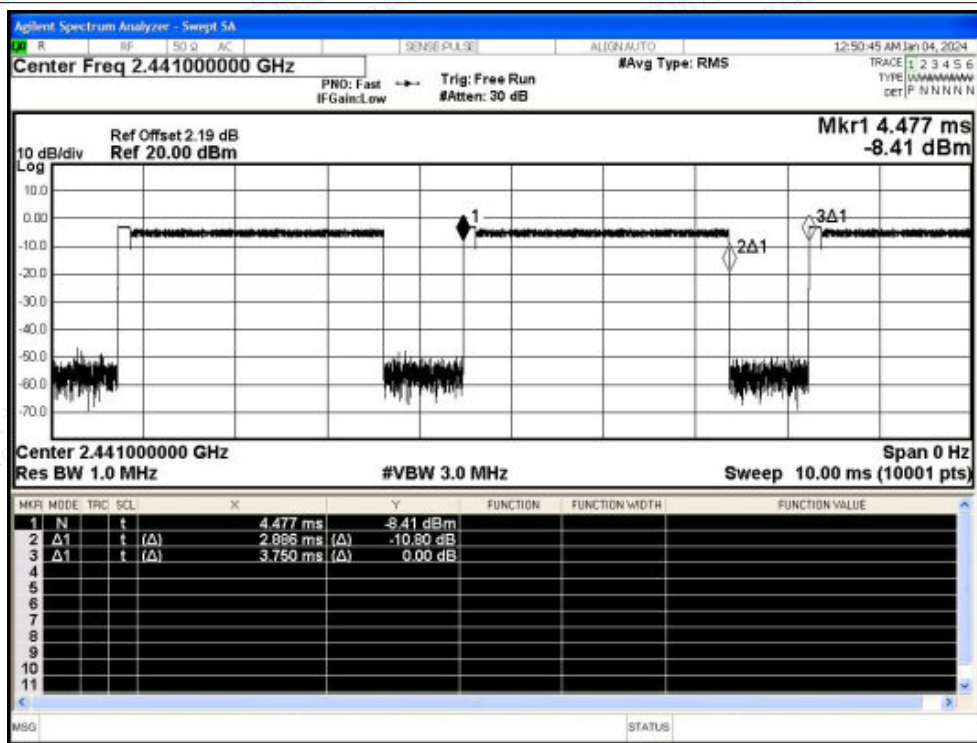 Agilent Spectrum Analyzer - Swept SA
LXI R RF 50 Ω AC SENSE:PULSE ALIGNAUTO 12:50:45 AM Jan 04, 2024
Center Freq 2.441000000 GHz #Avg Type: RMS TRACE 1 2 3 4 5 6
PNO: Fast Trig: Free Run TYPE
IFGain:Low #Atten: 30 dB DET P N N N N N
Mkr1 4.477 ms
Ref Offset 2.19 dB
10 dB/div Ref 20.00 dBm -8.41 dBm
Log
10.0
0.00 1 3Δ1
-10.0
2Δ1
-20.0
-30.0
-40.0
-50.0
-60.0
-70.0
Center 2.441000000 GHz Span 0 Hz
Res BW 1.0 MHz #VBW 3.0 MHz Sweep 10.00 ms (10001 pts)
MKR MODE TRC SCL X Y FUNCTION FUNCTION WIDTH FUNCTION VALUE
1 N t 4.477 ms -8.41 dBm
2 Δ1 t (Δ) 2.886 ms (Δ) -10.80 dB
3 Δ1 t (Δ) 3.750 ms (Δ) 0.00 dB
4
5
6
7
8
9
10
11
MSG STATUS